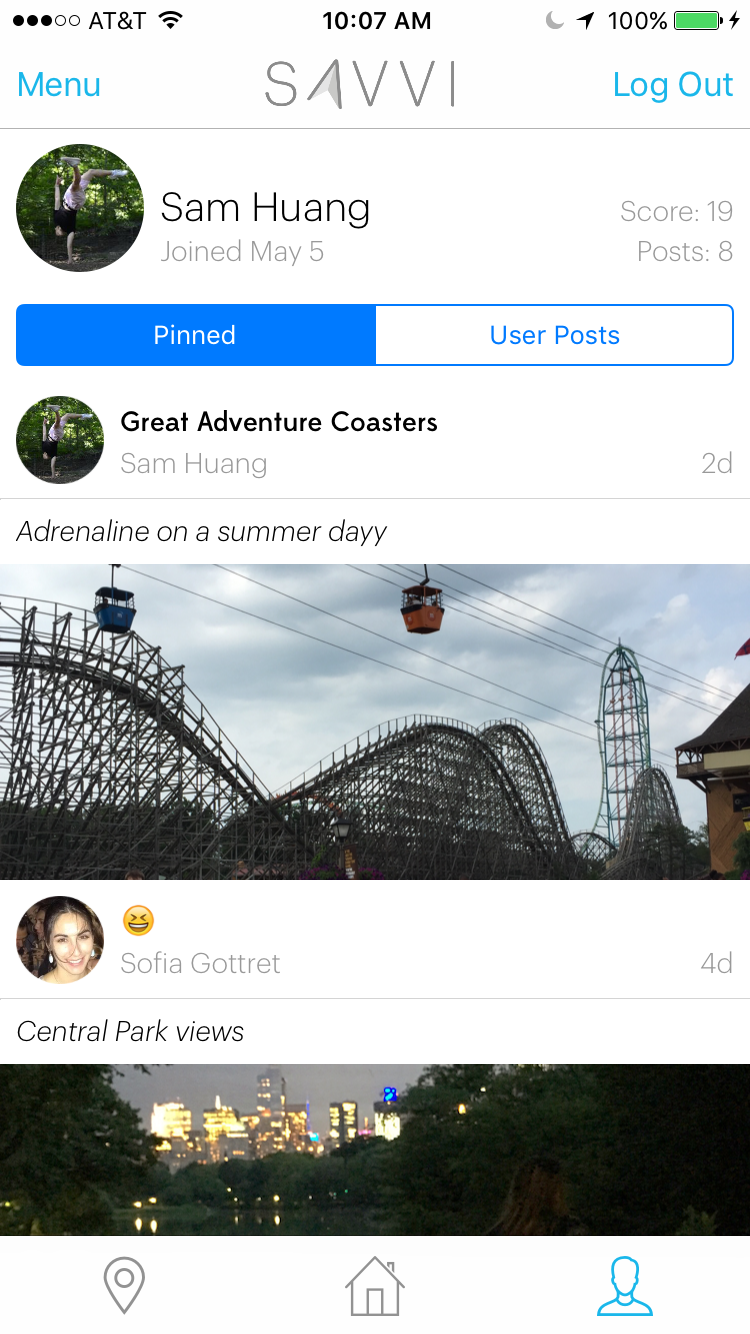 AT&T 10:07 AM 100%
Menu SAVVI Log Out
Sam Huang
Score: 19
Joined May 5
Posts: 8
Pinned User Posts
Great Adventure Coasters
Sam Huang 2d
Adrenaline on a summer dayy
😆
Sofia Gottret 4d
Central Park views